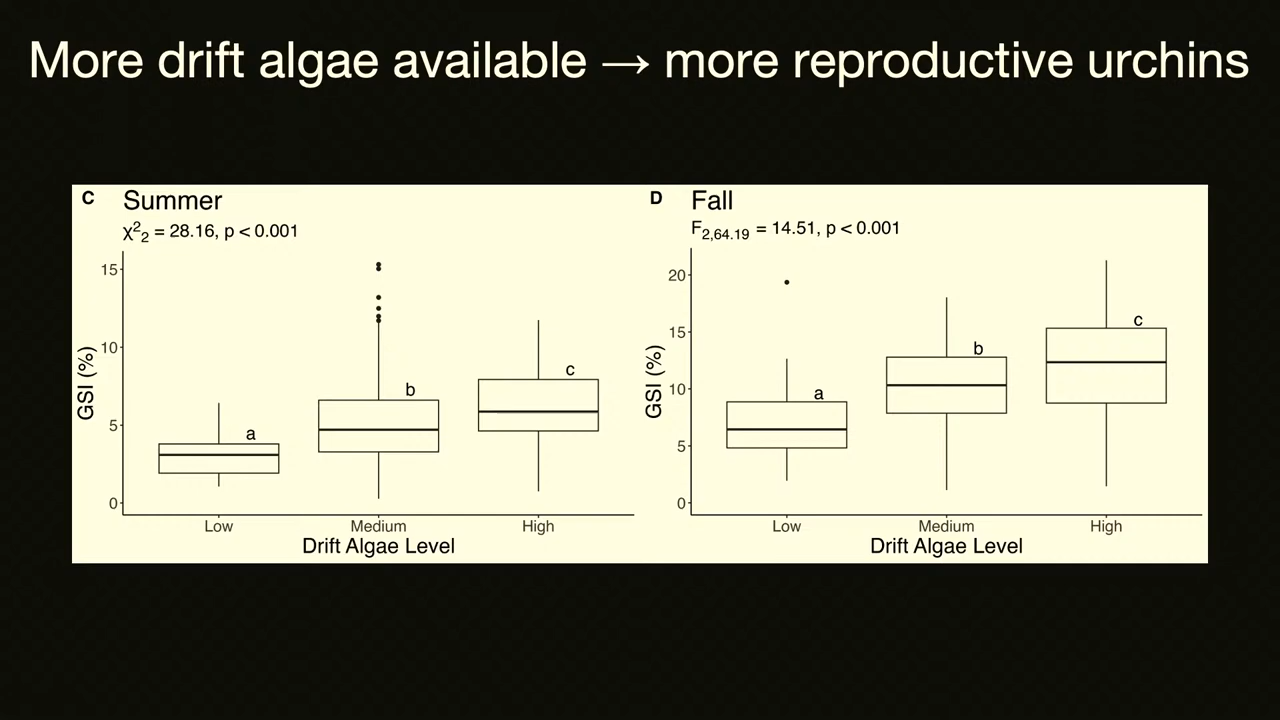 More drift algae available → more reproductive urchins
C Summer
χ²₂ = 28.16, p < 0.001
15
10
5
0
GSI (%)
a
b
c
Low Medium High
Drift Algae Level
D Fall
F₂,₆₄.₁₉ = 14.51, p < 0.001
20
15
10
5
0
GSI (%)
a
b
c
Low Medium High
Drift Algae Level